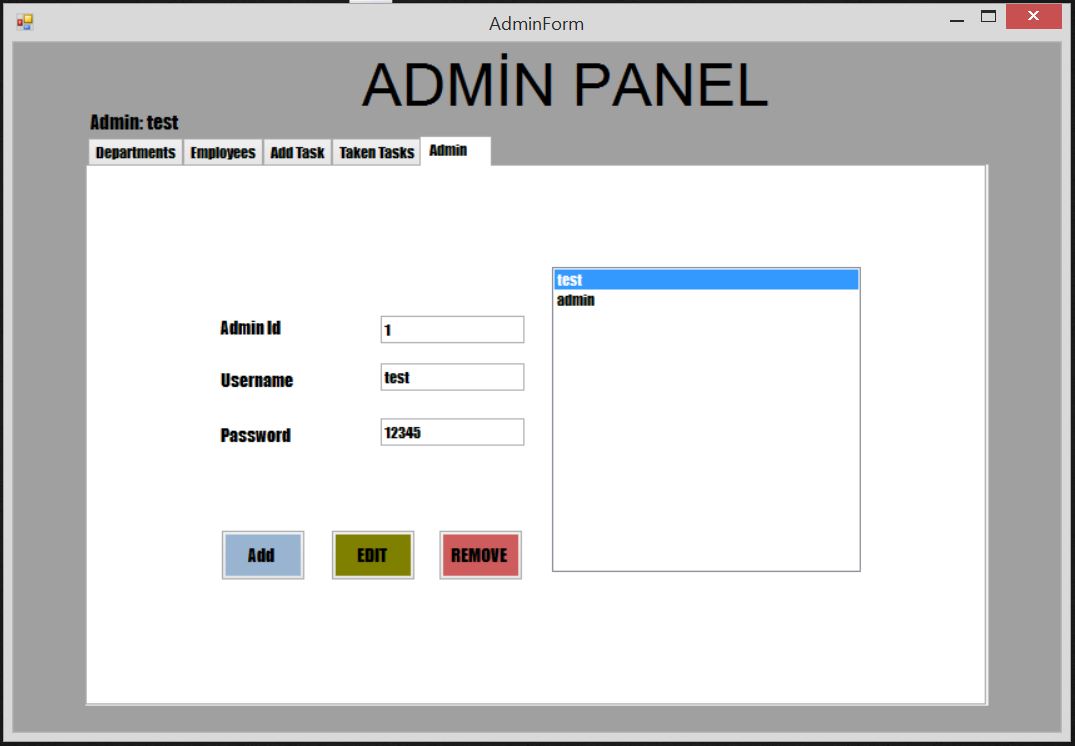 AdminForm
ADMİN PANEL
Admin: test
Departments Employees Add Task Taken Tasks Admin
test
admin
Admin Id 1
Username test
Password 12345
Add EDIT REMOVE